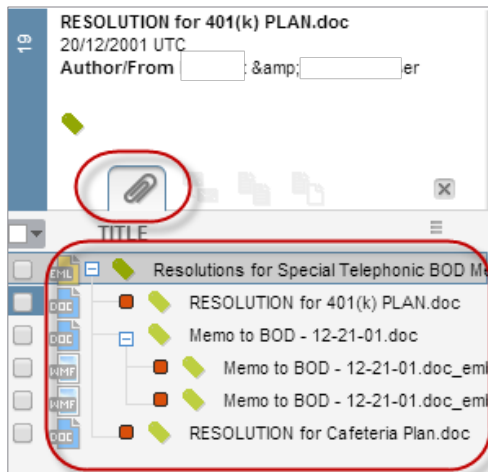 19
RESOLUTION for 401(k) PLAN.doc
20/12/2001 UTC
Author/From : &amp; er
TITLE
EML Resolutions for Special Telephonic BOD Me
DOC RESOLUTION for 401(k) PLAN.doc
DOC Memo to BOD - 12-21-01.doc
WMF Memo to BOD - 12-21-01.doc_eml
WMF Memo to BOD - 12-21-01.doc_eml
DOC RESOLUTION for Cafeteria Plan.doc